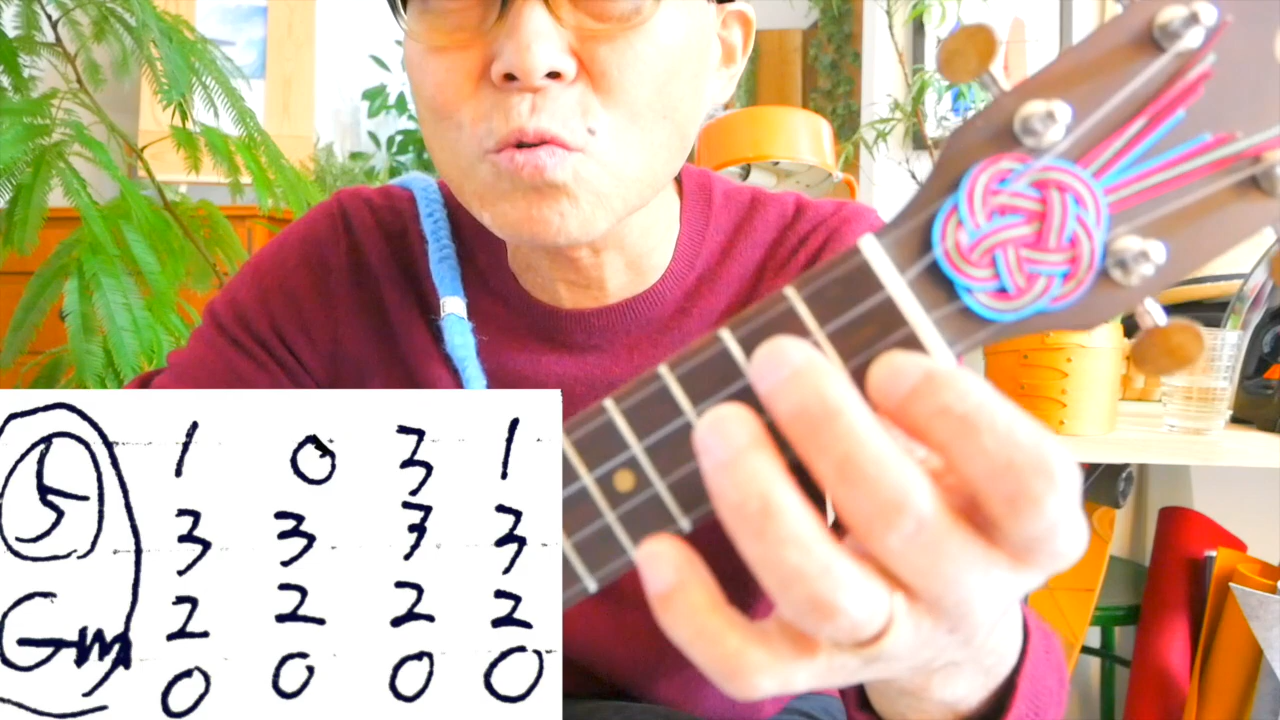 ⑤ 1 0 3 1
3 3 3 3
Gm 2 2 2 2
0 0 0 0